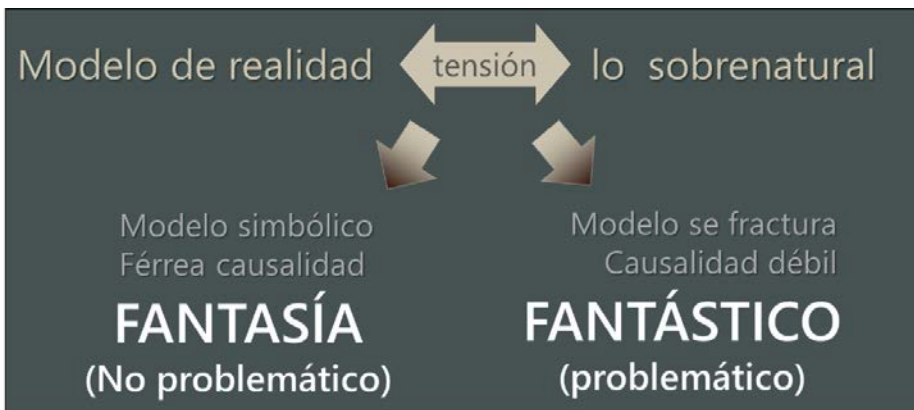 Modelo de realidad tensión lo sobrenatural
Modelo simbólico
Férrea causalidad
FANTASÍA
(No problemático)
Modelo se fractura
Causalidad débil
FANTÁSTICO
(problemático)